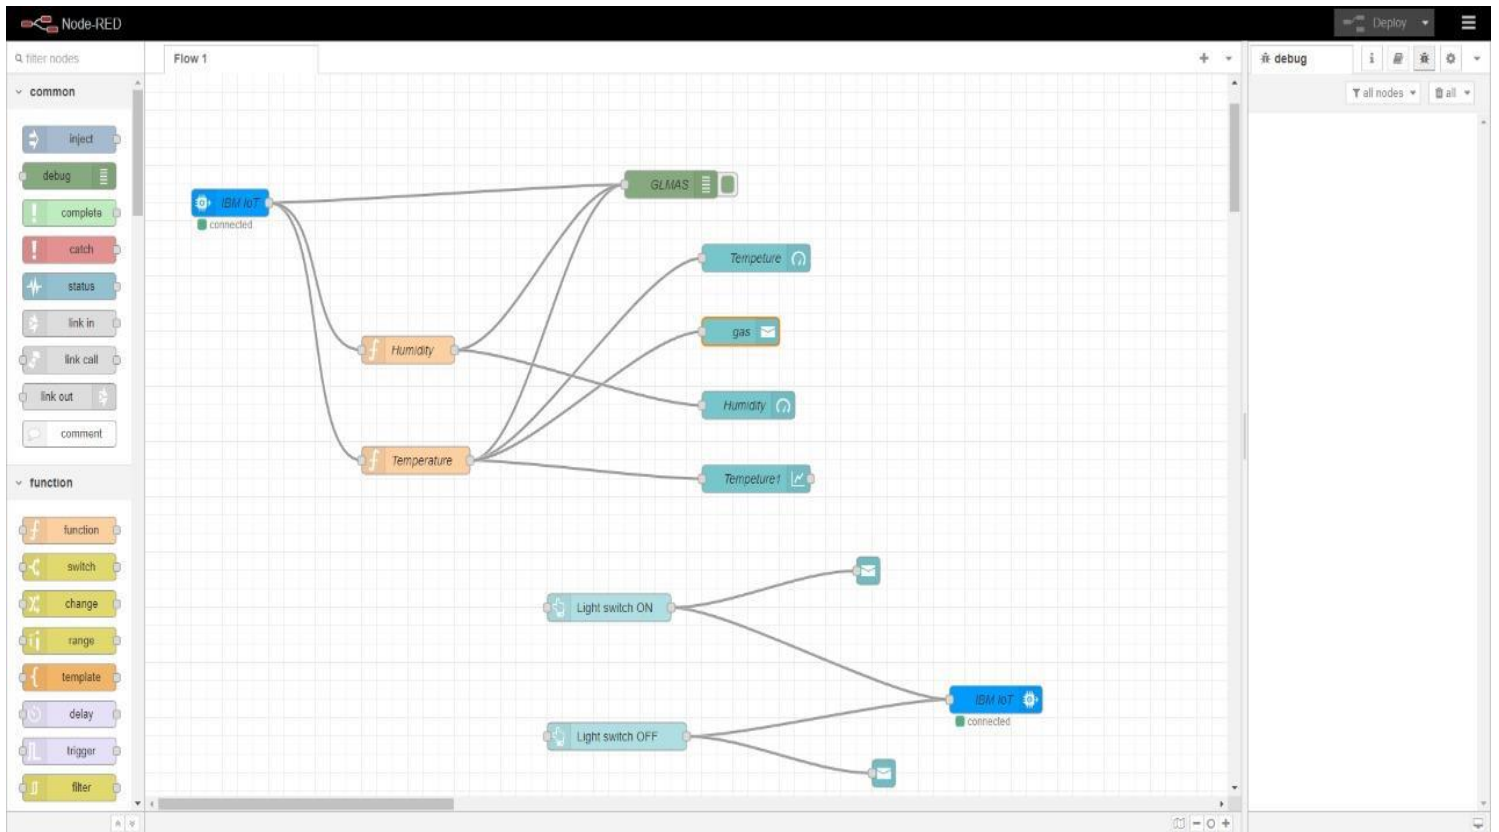 Node-RED
Deploy
filter nodes
Flow 1
debug
i
all nodes
all
common
inject
debug
complete
catch
status
link in
link call
link out
comment
function
function
switch
change
range
template
delay
trigger
filter
IBM IoT
connected
GLMAS
Tempeture
gas
Humidity
Humidity
Temperature
Tempeture1
Light switch ON
Light switch OFF
IBM IoT
connected